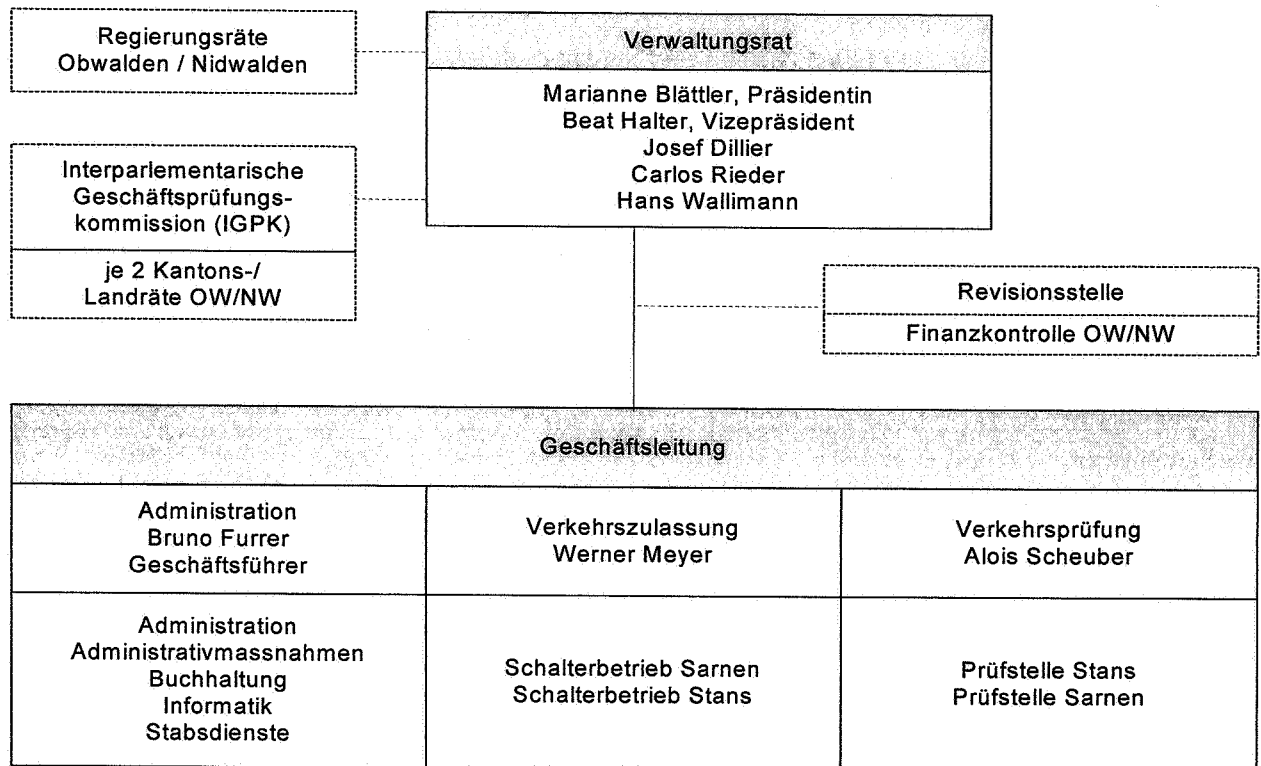 Regierungsräte
Obwalden / Nidwalden
Verwaltungsrat
Marianne Blättler, Präsidentin
Beat Halter, Vizepräsident
Josef Dillier
Carlos Rieder
Hans Wallimann
Interparlementarische
Geschäftsprüfungs-
kommission (IGPK)
je 2 Kantons-/
Landräte OW/NW
Revisionsstelle
Finanzkontrolle OW/NW
Geschäftsleitung
Administration
Bruno Furrer
Geschäftsführer
Verkehrszulassung
Werner Meyer
Verkehrsprüfung
Alois Scheuber
Administration
Administrativmassnahmen
Buchhaltung
Informatik
Stabsdienste
Schalterbetrieb Sarnen
Schalterbetrieb Stans
Prüfstelle Stans
Prüfstelle Sarnen